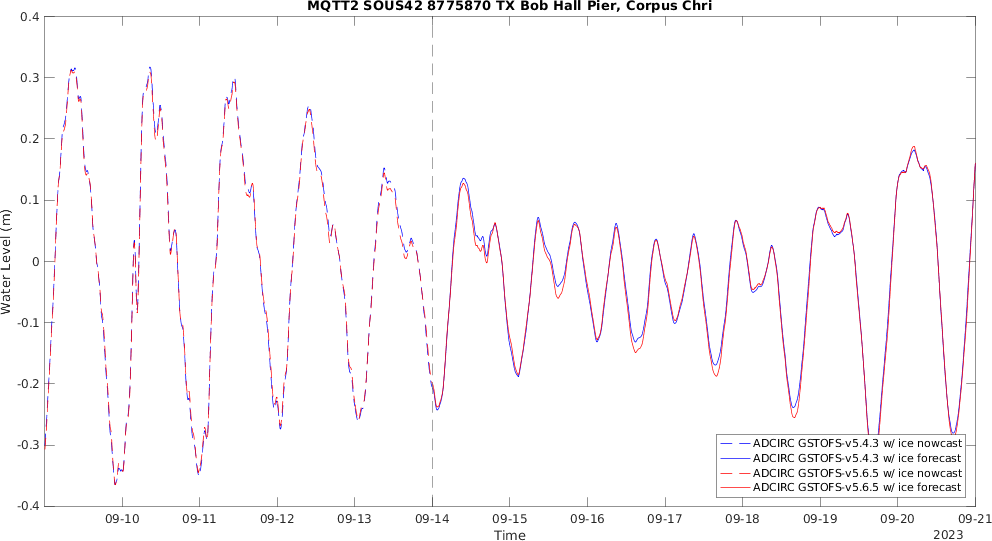 MQTT2 SOUS42 8775870 TX Bob Hall Pier, Corpus Chri
0.4
0.3
0.2
0.1
0
-0.1
-0.2
-0.3
-0.4
Water Level (m)
ADCIRC GSTOFS-v5.4.3 w/ ice nowcast
ADCIRC GSTOFS-v5.4.3 w/ ice forecast
ADCIRC GSTOFS-v5.6.5 w/ ice nowcast
ADCIRC GSTOFS-v5.6.5 w/ ice forecast
09-10 09-11 09-12 09-13 09-14 09-15 09-16 09-17 09-18 09-19 09-20 09-21
Time
2023